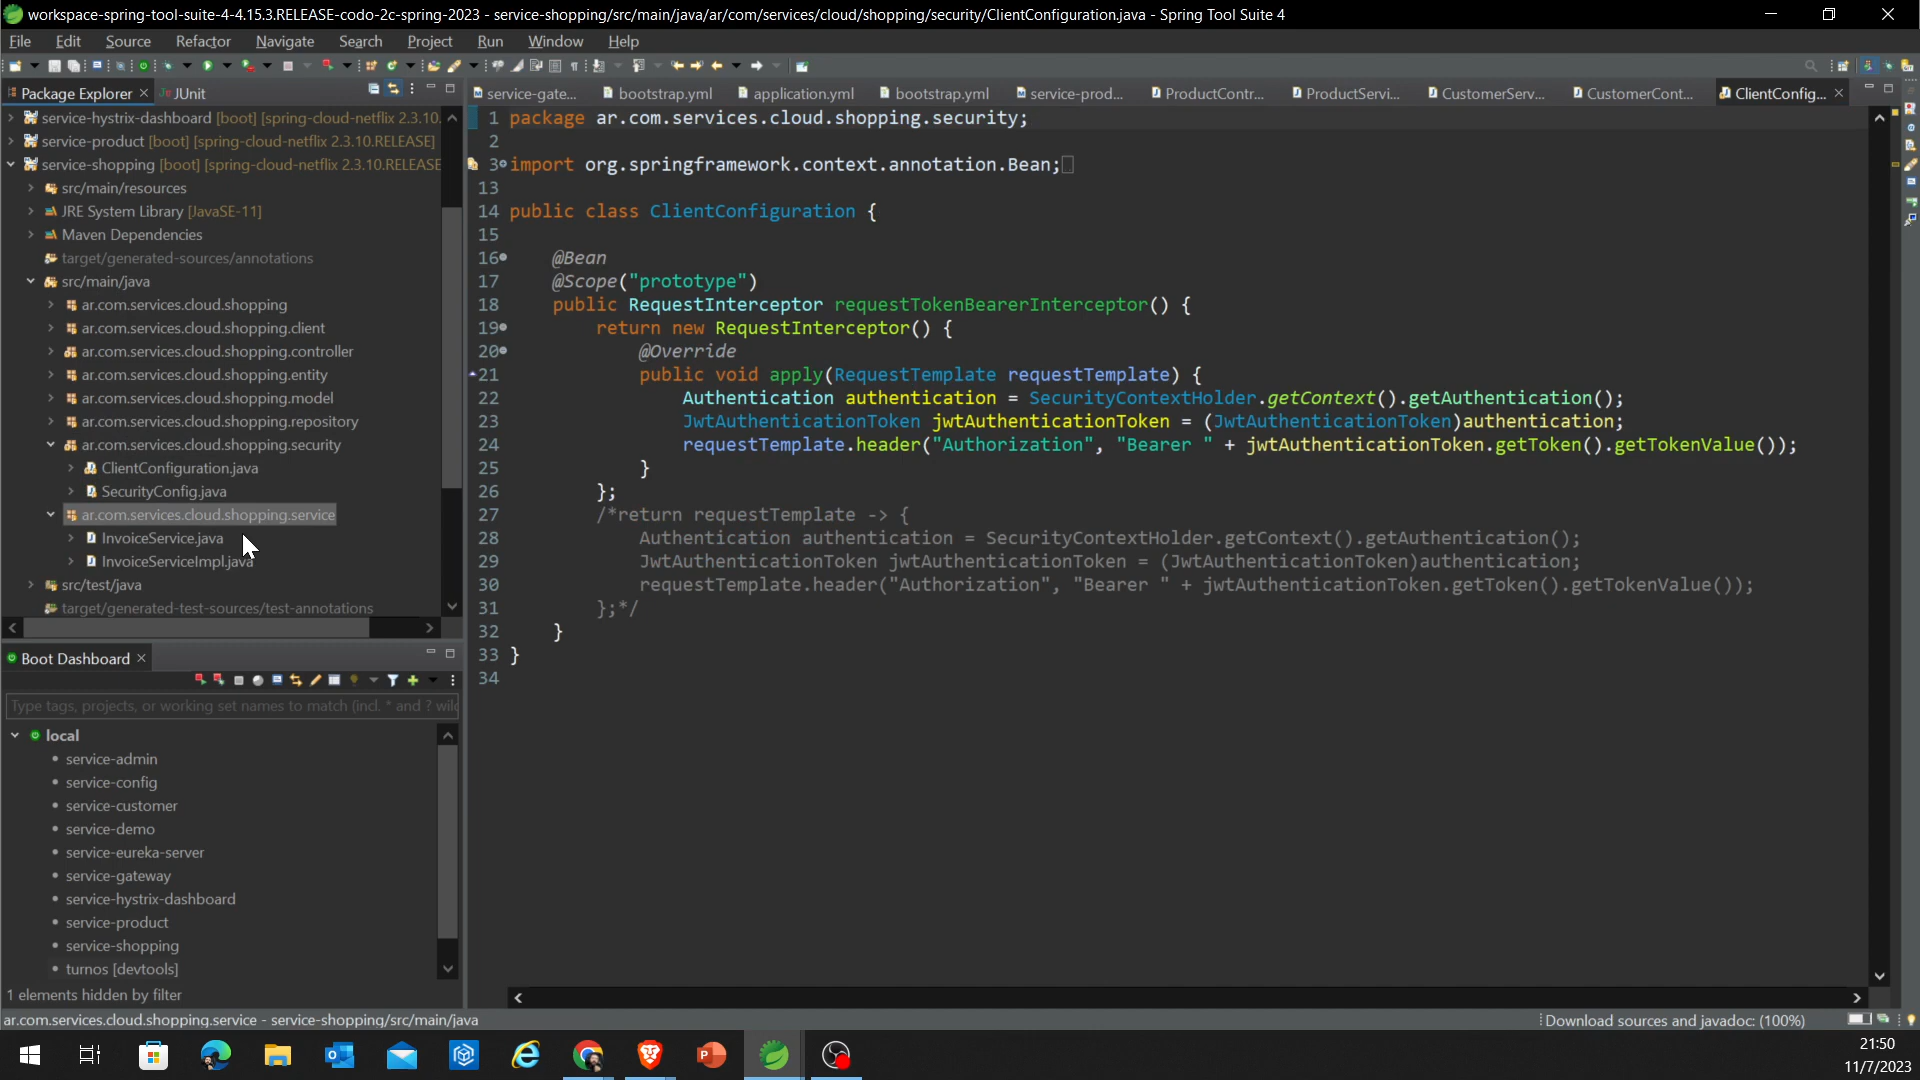 workspace-spring-tool-suite-4-4.15.3.RELEASE-codo-2c-spring-2023 - service-shopping/src/main/java/ar/com/services/cloud/shopping/security/ClientConfiguration.java - Spring Tool Suite 4
File Edit Source Refactor Navigate Search Project Run Window Help
Package Explorer JUnit
service-gate... bootstrap.yml application.yml bootstrap.yml service-prod... ProductContr... ProductServi... CustomerServ... CustomerCont... ClientConfig...
service-hystrix-dashboard [boot] [spring-cloud-netflix 2.3.10.
service-product [boot] [spring-cloud-netflix 2.3.10.RELEASE]
service-shopping [boot] [spring-cloud-netflix 2.3.10.RELEASE
src/main/resources
JRE System Library [JavaSE-11]
Maven Dependencies
target/generated-sources/annotations
src/main/java
ar.com.services.cloud.shopping
ar.com.services.cloud.shopping.client
ar.com.services.cloud.shopping.controller
ar.com.services.cloud.shopping.entity
ar.com.services.cloud.shopping.model
ar.com.services.cloud.shopping.repository
ar.com.services.cloud.shopping.security
ClientConfiguration.java
SecurityConfig.java
ar.com.services.cloud.shopping.service
InvoiceService.java
InvoiceServiceImpl.java
src/test/java
target/generated-test-sources/test-annotations
Boot Dashboard
Type tags, projects, or working set names to match (incl. * and ? wild
local
service-admin
service-config
service-customer
service-demo
service-eureka-server
service-gateway
service-hystrix-dashboard
service-product
service-shopping
turnos [devtools]
1 elements hidden by filter
1 package ar.com.services.cloud.shopping.security;
2
3 import org.springframework.context.annotation.Bean;
13
14 public class ClientConfiguration {
15
16 @Bean
17 @Scope("prototype")
18 public RequestInterceptor requestTokenBearerInterceptor() {
19 return new RequestInterceptor() {
20 @Override
21 public void apply(RequestTemplate requestTemplate) {
22 Authentication authentication = SecurityContextHolder.getContext().getAuthentication();
23 JwtAuthenticationToken jwtAuthenticationToken = (JwtAuthenticationToken)authentication;
24 requestTemplate.header("Authorization", "Bearer " + jwtAuthenticationToken.getToken().getTokenValue());
25 }
26 };
27 /*return requestTemplate -> {
28 Authentication authentication = SecurityContextHolder.getContext().getAuthentication();
29 JwtAuthenticationToken jwtAuthenticationToken = (JwtAuthenticationToken)authentication;
30 requestTemplate.header("Authorization", "Bearer " + jwtAuthenticationToken.getToken().getTokenValue());
31 };*/
32 }
33 }
34
ar.com.services.cloud.shopping.service - service-shopping/src/main/java
Download sources and javadoc: (100%)
21:50
11/7/2023